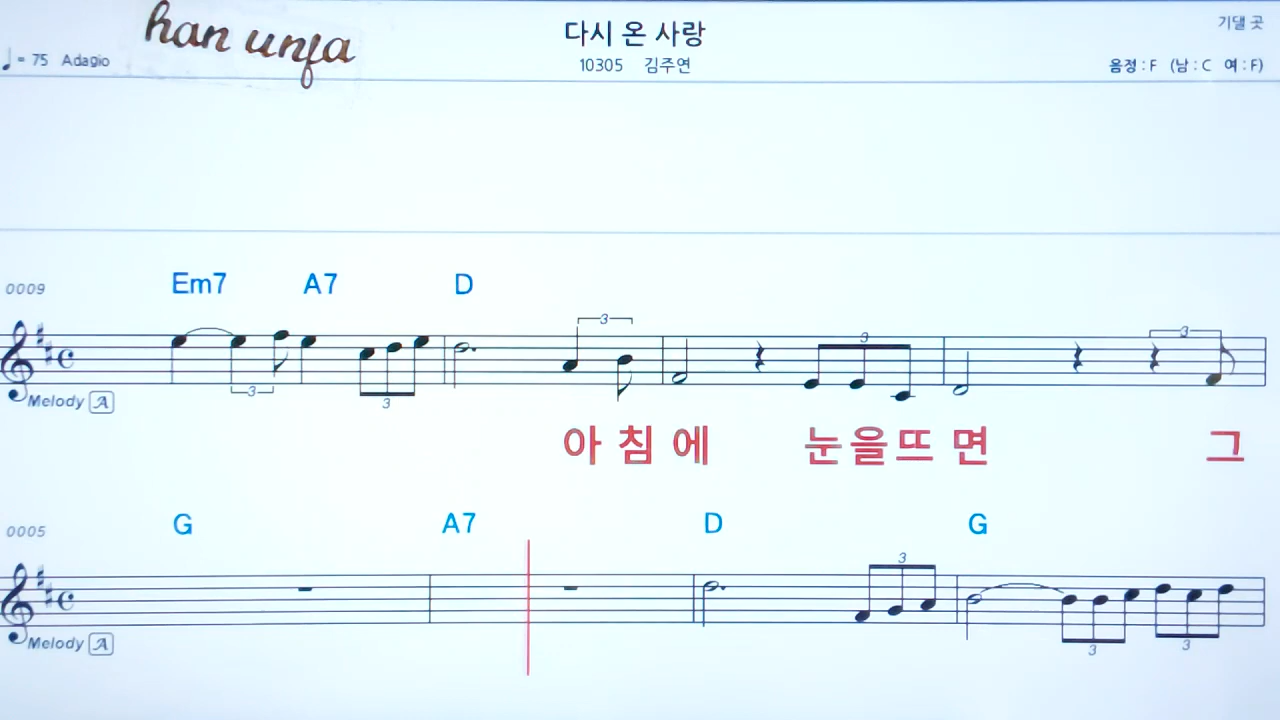 han unja
다시 온 사랑
기댈 곳
♩= 75 Adagio
10305 김주연
음정 : F (남 : C 여 : F)
Em7 A7 D
0009
3 3 3 3 3
Melody A
아 침 에 눈 을 뜨 면 그
G A7 D G
0005
3 3 3
Melody A